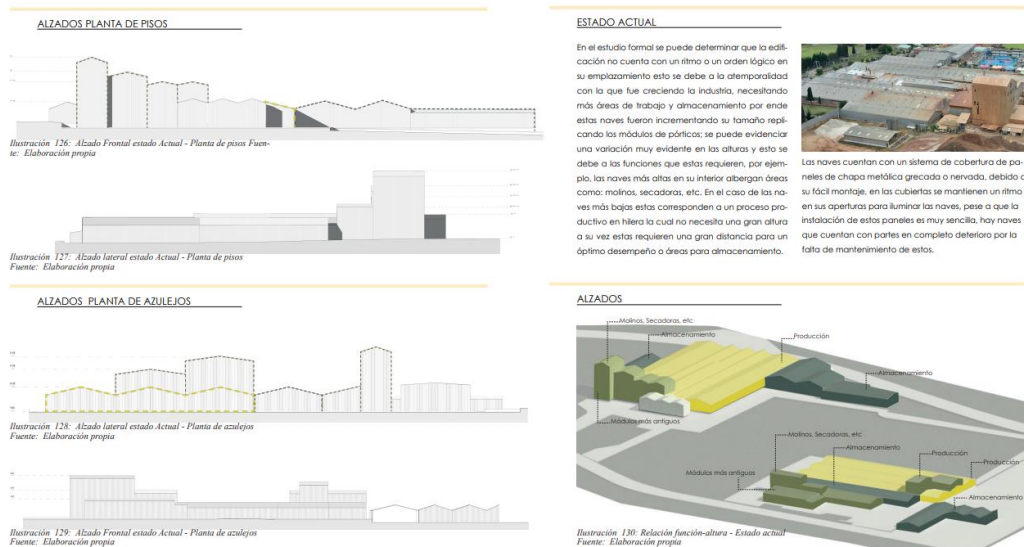 ALZADOS PLANTA DE PISOS
Ilustración 126: Alzado Frontal estado Actual - Planta de pisos Fuen-
te: Elaboración propia
Ilustración 127: Alzado lateral estado Actual - Planta de pisos
Fuente: Elaboración propia
ALZADOS PLANTA DE AZULEJOS
Ilustración 128: Alzado lateral estado Actual - Planta de azulejos
Fuente: Elaboración propia
Ilustración 129: Alzado Frontal estado Actual - Planta de azulejos
Fuente: Elaboración propia
ESTADO ACTUAL
En el estudio formal se puede determinar que la edifi-
cación no cuenta con un ritmo o un orden lógico en
su emplazamiento esto se debe a la atemporalidad
con la que fue creciendo la industria, necesitando
más áreas de trabajo y almacenamiento por ende
estas naves fueron incrementando su tamaño repli-
cando los módulos de pórticos; se puede evidenciar
una variación muy evidente en las alturas y esto se
debe a las funciones que estas requieren, por ejem-
plo, las naves más altas en su interior albergan áreas
como: molinos, secadoras, etc. En el caso de las na-
ves más bajas estas corresponden a un proceso pro-
ductivo en hilera la cual no necesita una gran altura
a su vez estas requieren una gran distancia para un
óptimo desempeño o áreas para almacenamiento.
Las naves cuentan con un sistema de cobertura de pa-
neles de chapa metálica grecada o nervada, debido a
su fácil montaje, en las cubiertas se mantienen un ritmo
en sus aperturas para iluminar las naves, pese a que la
instalación de estos paneles es muy sencilla, hay naves
que cuentan con partes en completo deterioro por la
falta de mantenimiento de estos.
ALZADOS
Molinos, Secadoras, etc
Almacenamiento
Producción
Almacenamiento
Módulos más antiguos
Molinos, Secadoras, etc
Almacenamiento
Producción
Producción
Módulos más antiguos
Almacenamiento
Ilustración 130: Relación función-altura - Estado actual
Fuente: Elaboración propia